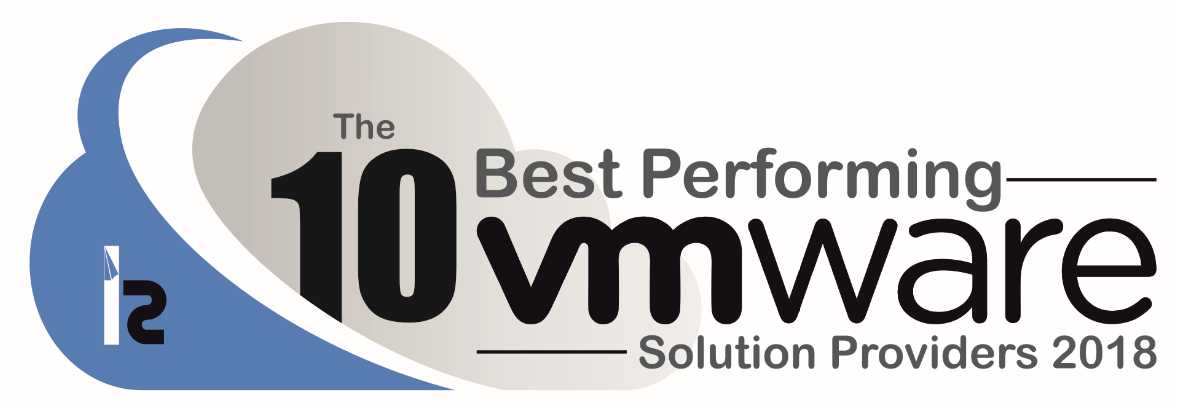 The
10 Best Performing
vmware
Solution Providers 2018